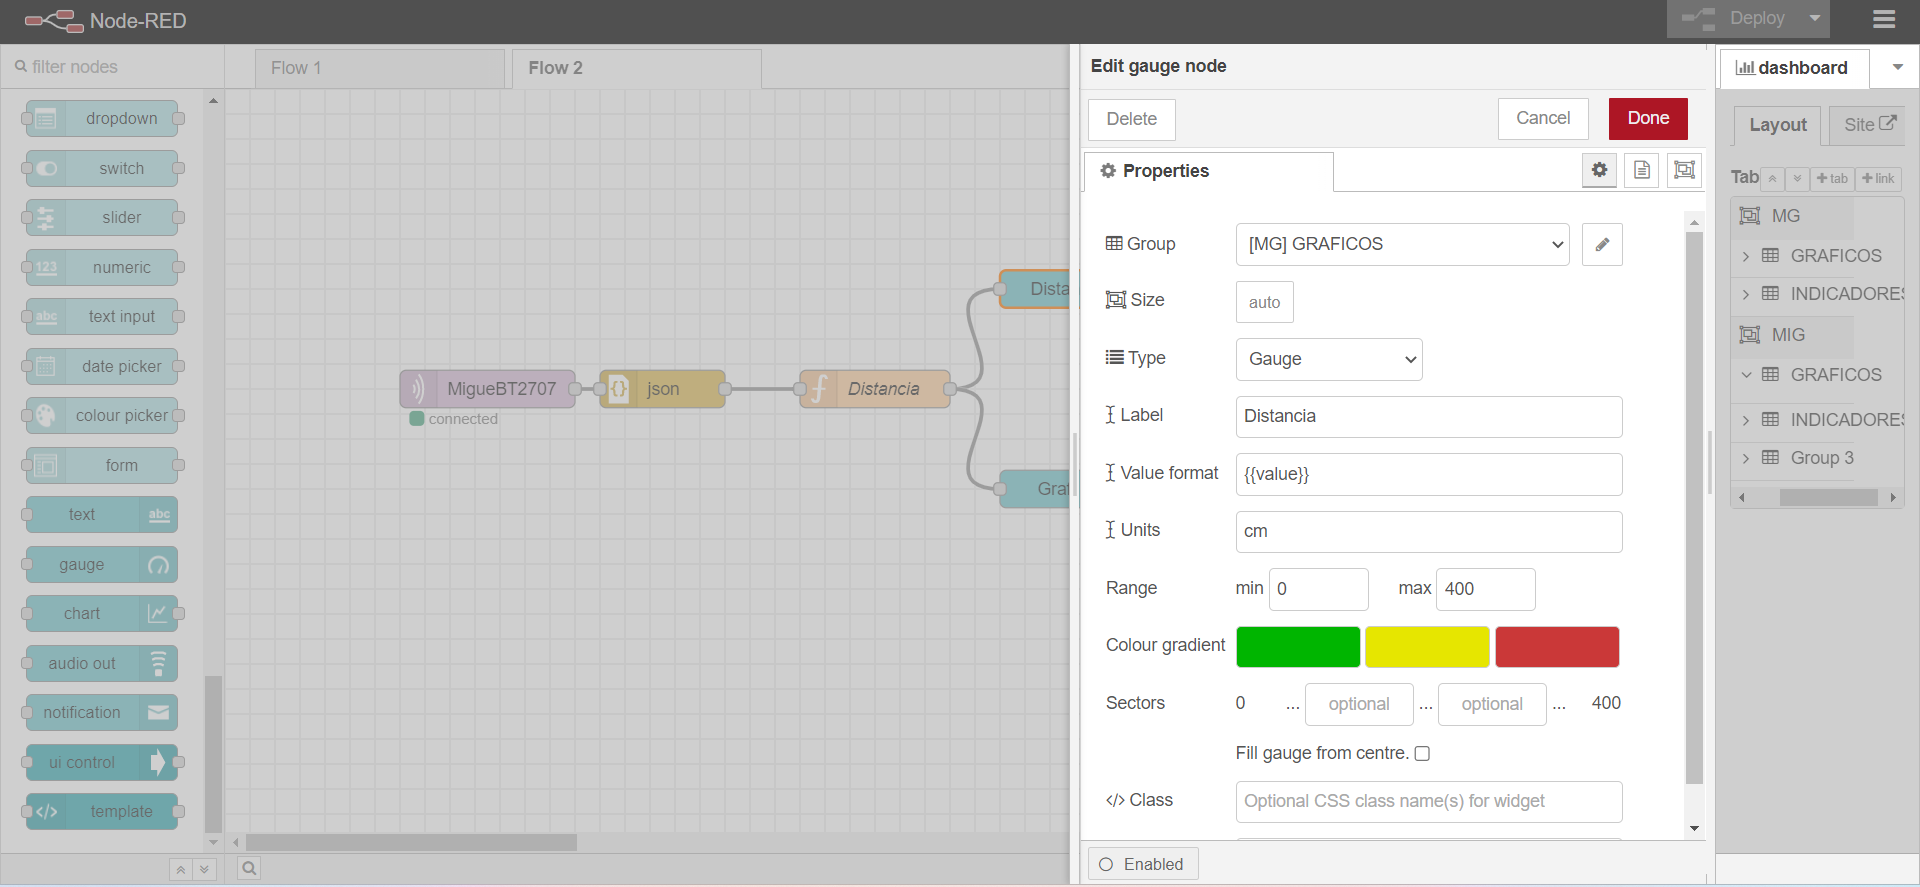 Node-RED
Deploy
filter nodes
Flow 1
Flow 2
dropdown
switch
slider
123 numeric
abc text input
date picker
colour picker
form
text abc
gauge
chart
audio out
notification
ui control
</> template
MigueBT2707
connected
{} json
f Distancia
Dista
Gra
Edit gauge node
Delete
Cancel
Done
Properties
Group
[MG] GRAFICOS
Size
auto
Type
Gauge
Label
Distancia
Value format
{{value}}
Units
cm
Range
min 0
max 400
Colour gradient
Sectors
0 ... optional ... optional ... 400
Fill gauge from centre.
</> Class
Optional CSS class name(s) for widget
Enabled
dashboard
Layout
Site
Tab
+ tab
+ link
MG
GRAFICOS
INDICADORES
MIG
GRAFICOS
INDICADORES
Group 3